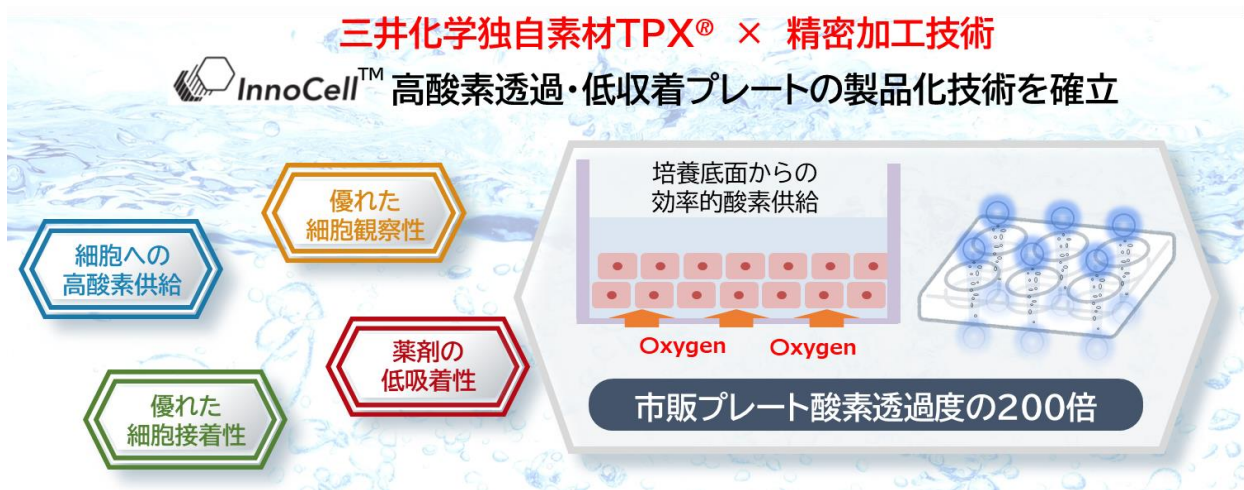 三井化学独自素材TPX® × 精密加工技術
InnoCell™ 高酸素透過・低収着プレートの製品化技術を確立
優れた
細胞観察性
細胞への
高酸素供給
薬剤の
低吸着性
優れた
細胞接着性
培養底面からの
効率的酸素供給
Oxygen Oxygen
市販プレート酸素透過度の200倍